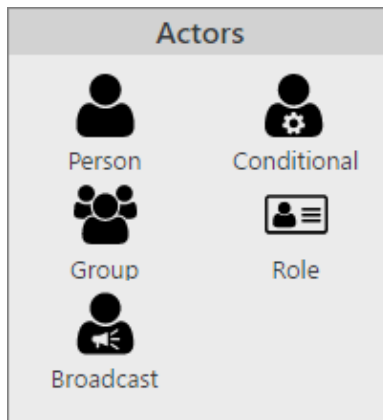 Actors
Person
Conditional
Group
Role
Broadcast